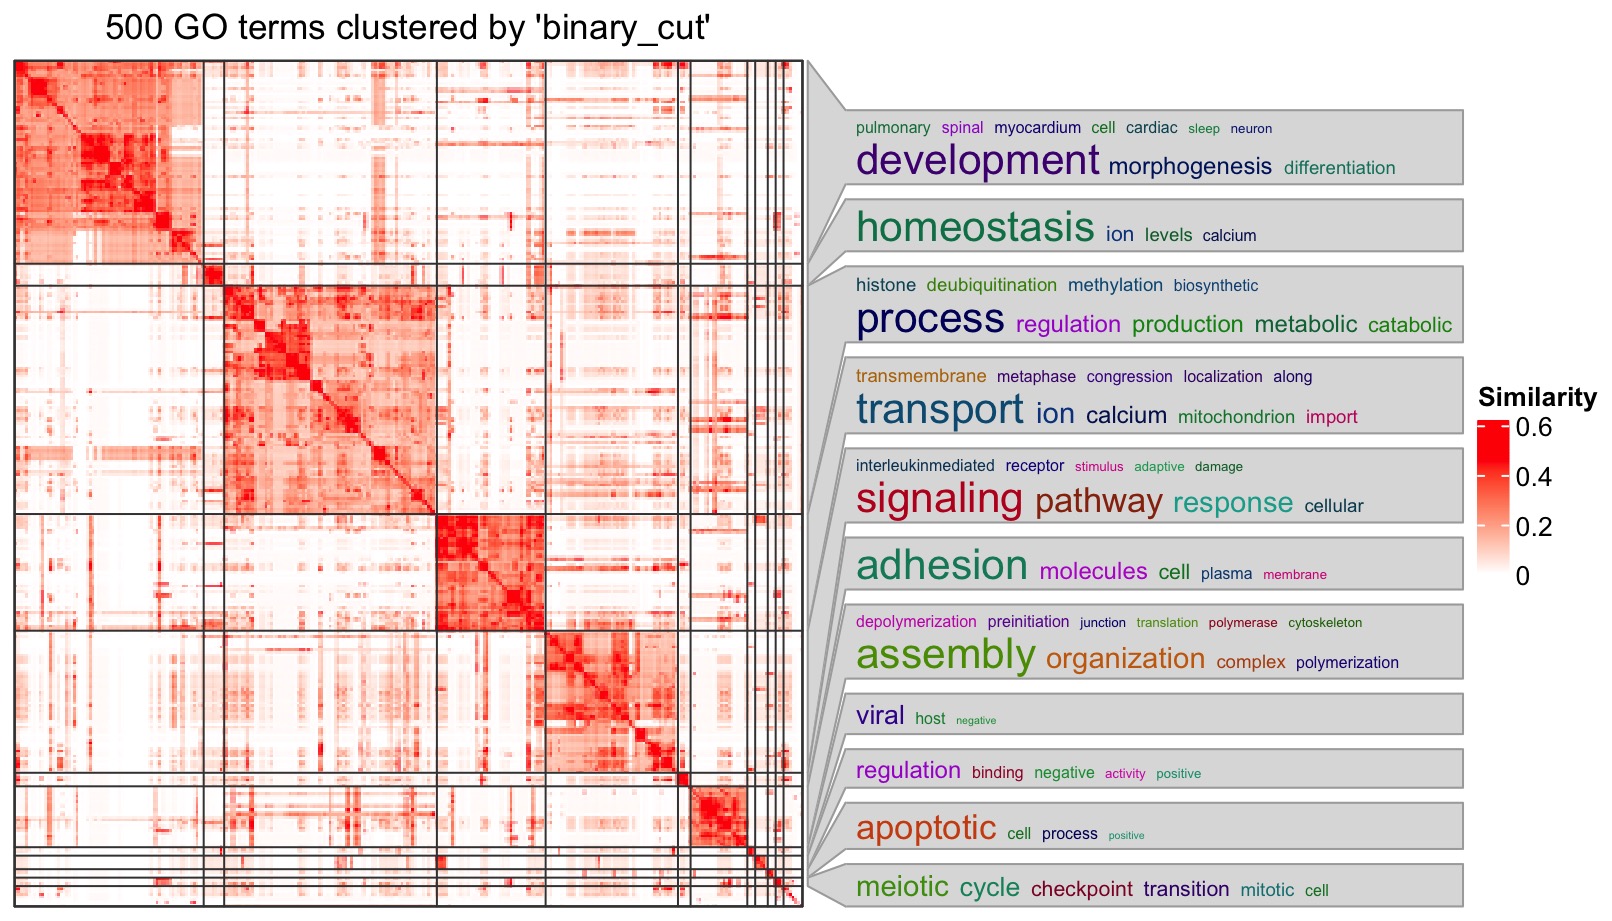 500 GO terms clustered by 'binary_cut'
pulmonary spinal myocardium cell cardiac sleep neuron
development morphogenesis differentiation
homeostasis ion levels calcium
histone deubiquitination methylation biosynthetic
process regulation production metabolic catabolic
transmembrane metaphase congression localization along
transport ion calcium mitochondrion import
interleukinmediated receptor stimulus adaptive damage
signaling pathway response cellular
adhesion molecules cell plasma membrane
depolymerization preinitiation junction translation polymerase cytoskeleton
assembly organization complex polymerization
viral host negative
regulation binding negative activity positive
apoptotic cell process positive
meiotic cycle checkpoint transition mitotic cell
Similarity
0.6
0.4
0.2
0